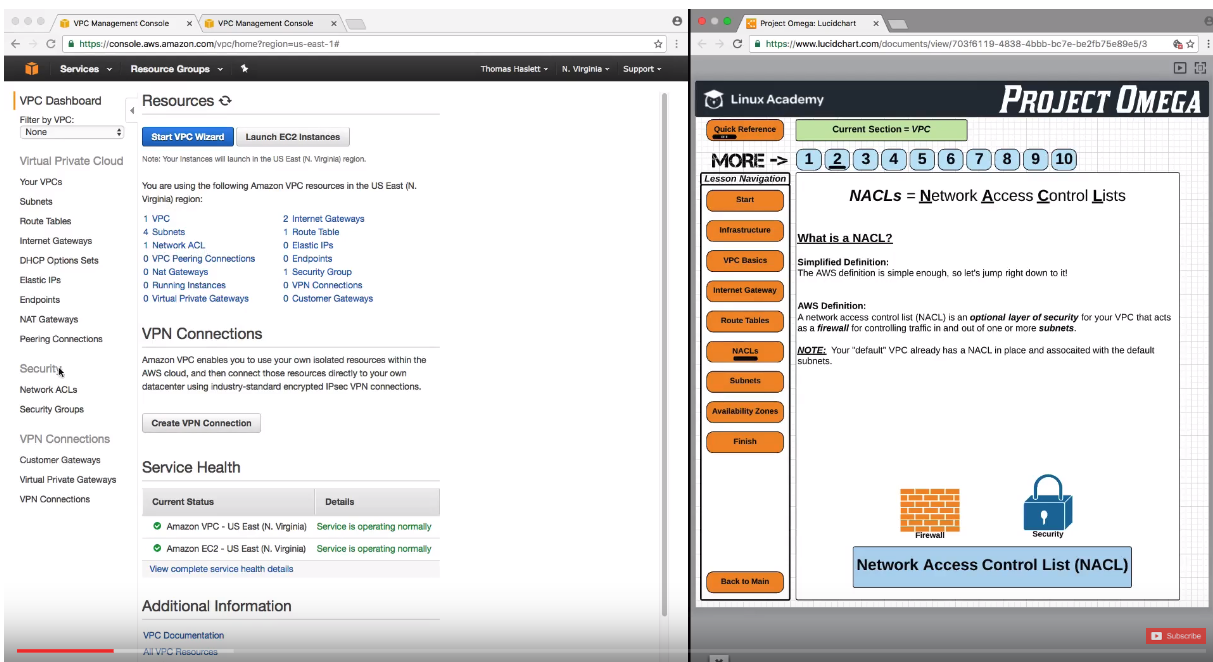 VPC Management Console
VPC Management Console
https://console.aws.amazon.com/vpc/home?region=us-east-1#
Services
Resource Groups
Thomas Haslett
N. Virginia
Support
VPC Dashboard
Filter by VPC:
None
Virtual Private Cloud
Your VPCs
Subnets
Route Tables
Internet Gateways
DHCP Options Sets
Elastic IPs
Endpoints
NAT Gateways
Peering Connections
Security
Network ACLs
Security Groups
VPN Connections
Customer Gateways
Virtual Private Gateways
VPN Connections
Resources
Start VPC Wizard
Launch EC2 Instances
Note: Your Instances will launch in the US East (N. Virginia) region.
You are using the following Amazon VPC resources in the US East (N.
Virginia) region:
1 VPC
2 Internet Gateways
4 Subnets
1 Route Table
1 Network ACL
0 Elastic IPs
0 VPC Peering Connections
0 Endpoints
0 Nat Gateways
1 Security Group
0 Running Instances
0 VPN Connections
0 Virtual Private Gateways
0 Customer Gateways
VPN Connections
Amazon VPC enables you to use your own isolated resources within the
AWS cloud, and then connect those resources directly to your own
datacenter using industry-standard encrypted IPsec VPN connections.
Create VPN Connection
Service Health
Current Status
Details
Amazon VPC - US East (N. Virginia)
Service is operating normally
Amazon EC2 - US East (N. Virginia)
Service is operating normally
View complete service health details
Additional Information
VPC Documentation
All VPC Resources
Project Omega: Lucidchart
https://www.lucidchart.com/documents/view/703f6119-4838-4bbb-bc7e-be2fb75e89e5/3
Linux Academy
PROJECT OMEGA
Quick Reference
Current Section = VPC
MORE ->
1 2 3 4 5 6 7 8 9 10
Lesson Navigation
Start
Infrastructure
VPC Basics
Internet Gateway
Route Tables
NACLs
Subnets
Availability Zones
Finish
Back to Main
NACLs = Network Access Control Lists
What is a NACL?
Simplified Definition:
The AWS definition is simple enough, so let's jump right down to it!
AWS Definition:
A network access control list (NACL) is an optional layer of security for your VPC that acts
as a firewall for controlling traffic in and out of one or more subnets.
NOTE: Your "default" VPC already has a NACL in place and assocaited with the default
subnets.
Firewall
Security
Network Access Control List (NACL)
Subscribe